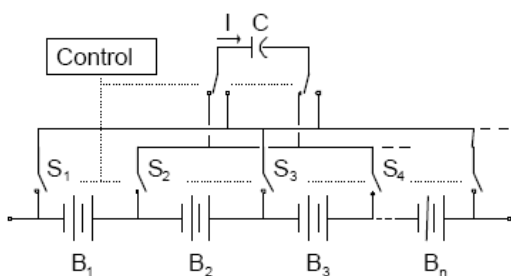 I C
Control
S₁ S₂ S₃ S₄
B₁ B₂ B₃ Bₙ